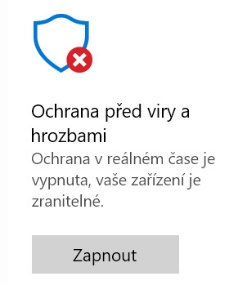 Ochrana před viry a
hrozbami
Ochrana v reálném čase je
vypnuta, vaše zařízení je
zranitelné.
Zapnout